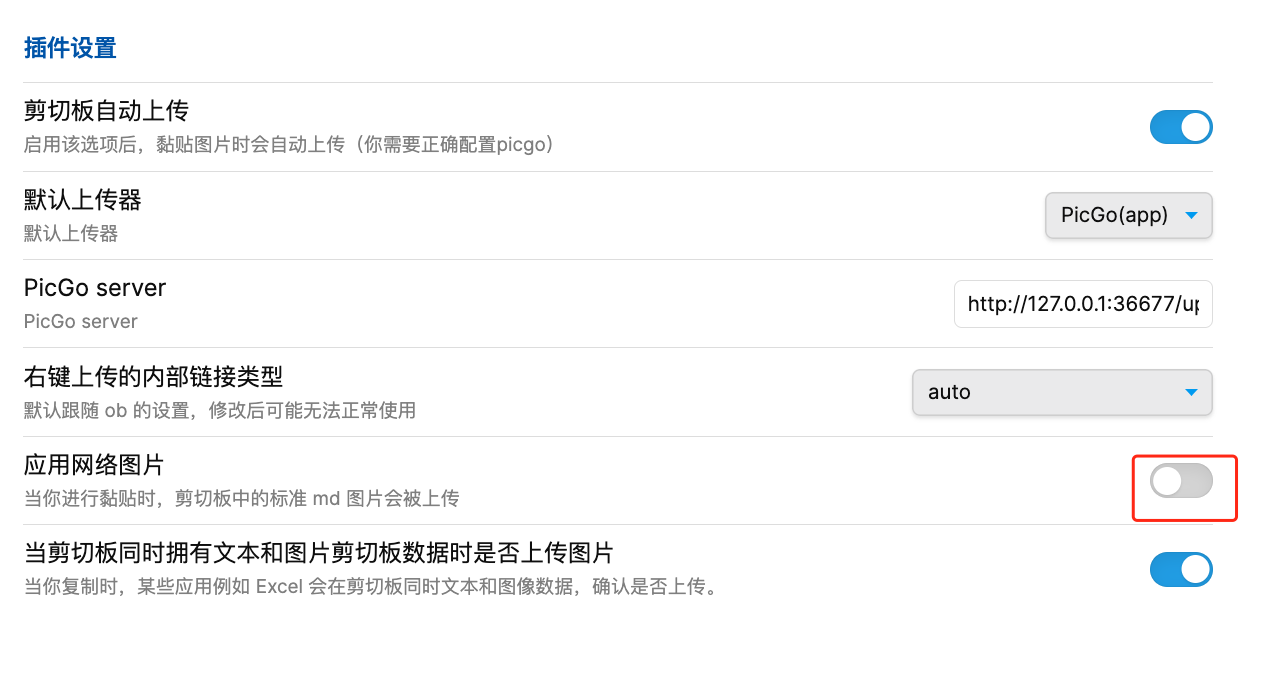 插件设置
剪切板自动上传
启用该选项后，黏贴图片时会自动上传（你需要正确配置picgo）
默认上传器
默认上传器
PicGo(app)
PicGo server
PicGo server
http://127.0.0.1:36677/up
右键上传的内部链接类型
默认跟随 ob 的设置，修改后可能无法正常使用
auto
应用网络图片
当你进行黏贴时，剪切板中的标准 md 图片会被上传
当剪切板同时拥有文本和图片剪切板数据时是否上传图片
当你复制时，某些应用例如 Excel 会在剪切板同时文本和图像数据，确认是否上传。